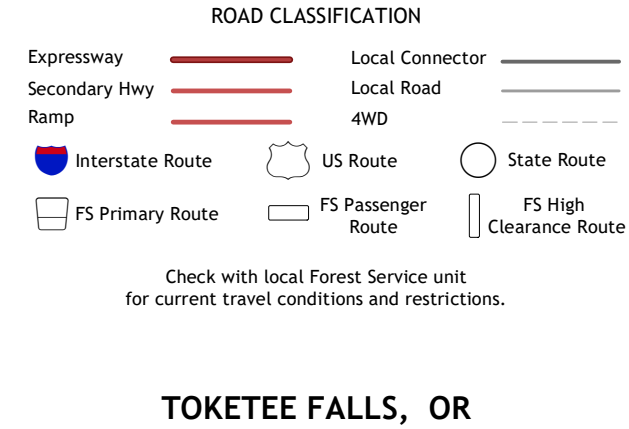 ROAD CLASSIFICATION
Expressway
Local Connector
Secondary Hwy
Local Road
Ramp
4WD
Interstate Route
US Route
State Route
FS Primary Route
FS Passenger
Route
FS High
Clearance Route
Check with local Forest Service unit
for current travel conditions and restrictions.
TOKETEE FALLS, OR